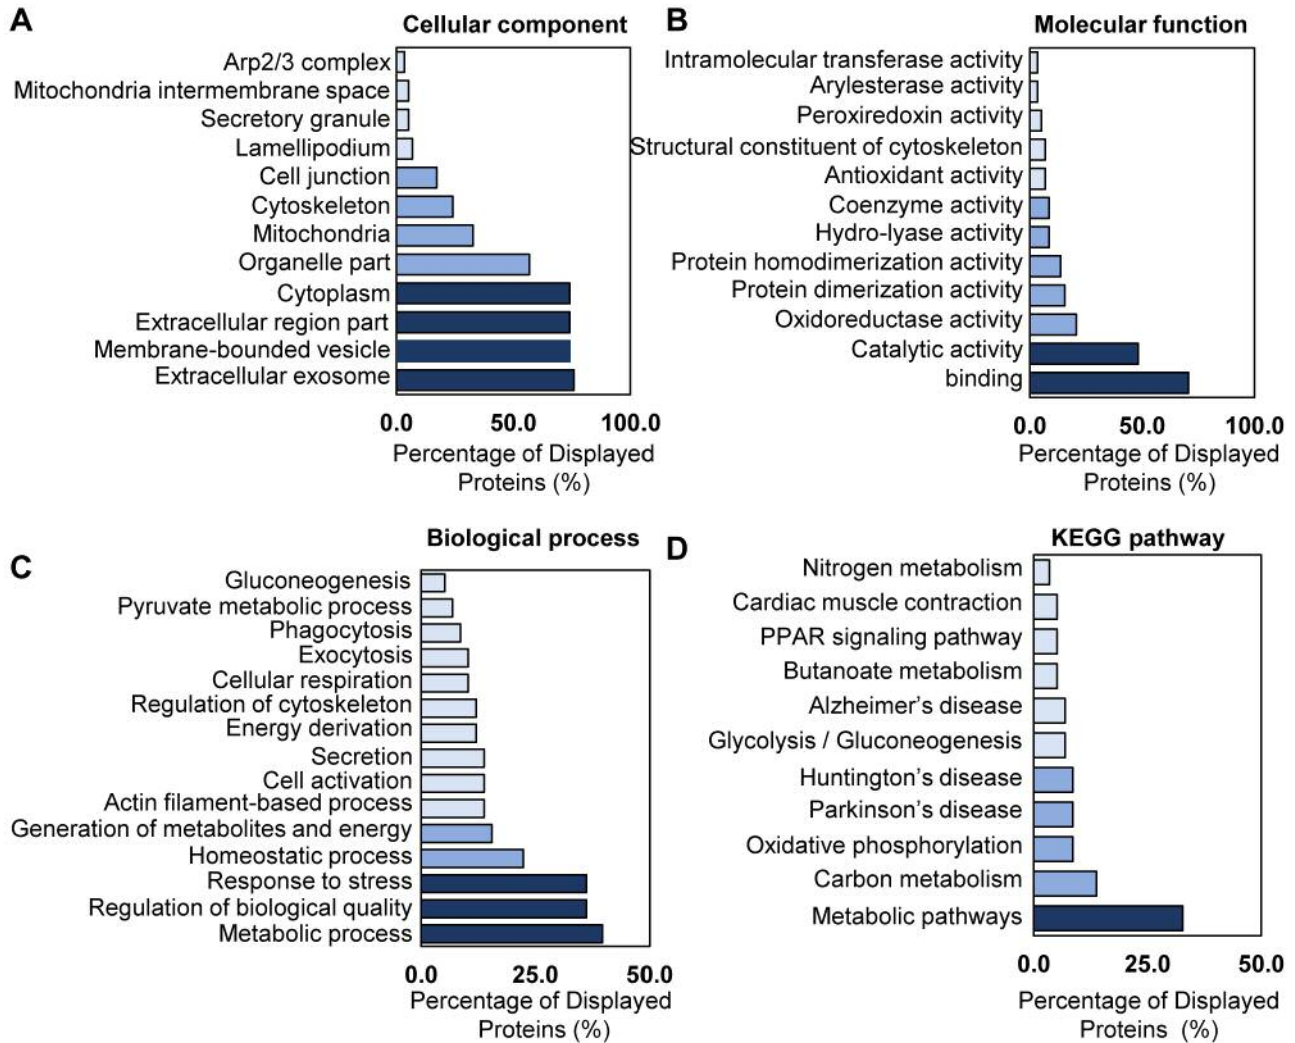 A
Cellular component
Arp2/3 complex
Mitochondria intermembrane space
Secretory granule
Lamellipodium
Cell junction
Cytoskeleton
Mitochondria
Organelle part
Cytoplasm
Extracellular region part
Membrane-bounded vesicle
Extracellular exosome
0.0 50.0 100.0
Percentage of Displayed
Proteins (%)
B
Molecular function
Intramolecular transferase activity
Arylesterase activity
Peroxiredoxin activity
Structural constituent of cytoskeleton
Antioxidant activity
Coenzyme activity
Hydro-lyase activity
Protein homodimerization activity
Protein dimerization activity
Oxidoreductase activity
Catalytic activity
binding
0.0 50.0 100.0
Percentage of Displayed
Proteins (%)
C
Biological process
Gluconeogenesis
Pyruvate metabolic process
Phagocytosis
Exocytosis
Cellular respiration
Regulation of cytoskeleton
Energy derivation
Secretion
Cell activation
Actin filament-based process
Generation of metabolites and energy
Homeostatic process
Response to stress
Regulation of biological quality
Metabolic process
0.0 25.0 50.0
Percentage of Displayed
Proteins (%)
D
KEGG pathway
Nitrogen metabolism
Cardiac muscle contraction
PPAR signaling pathway
Butanoate metabolism
Alzheimer's disease
Glycolysis / Gluconeogenesis
Huntington's disease
Parkinson's disease
Oxidative phosphorylation
Carbon metabolism
Metabolic pathways
0.0 25.0 50.0
Percentage of Displayed
Proteins (%)